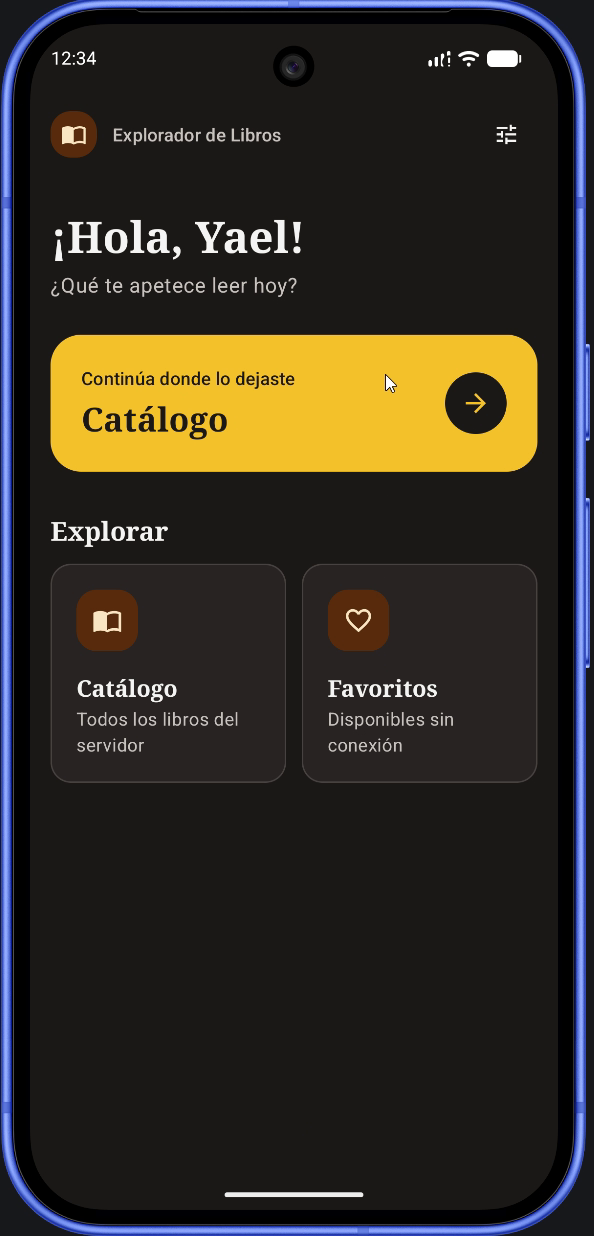 12:34
Explorador de Libros
¡Hola, Yael!
¿Qué te apetece leer hoy?
Continúa donde lo dejaste
Catálogo
Explorar
Catálogo
Todos los libros del
servidor
Favoritos
Disponibles sin
conexión